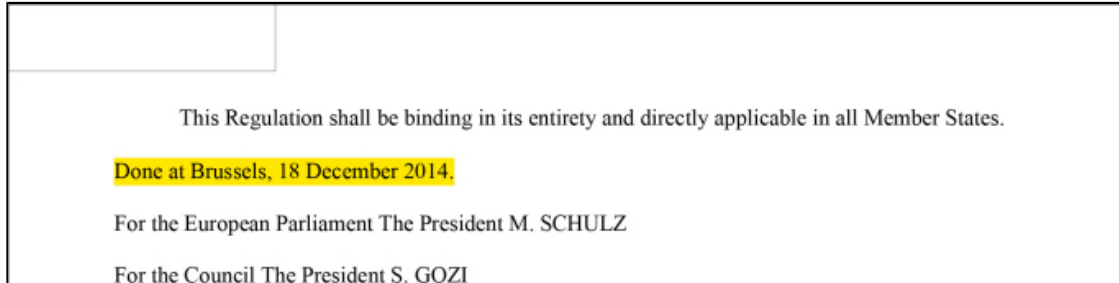 This Regulation shall be binding in its entirety and directly applicable in all Member States.
Done at Brussels, 18 December 2014.
For the European Parliament The President M. SCHULZ
For the Council The President S. GOZI